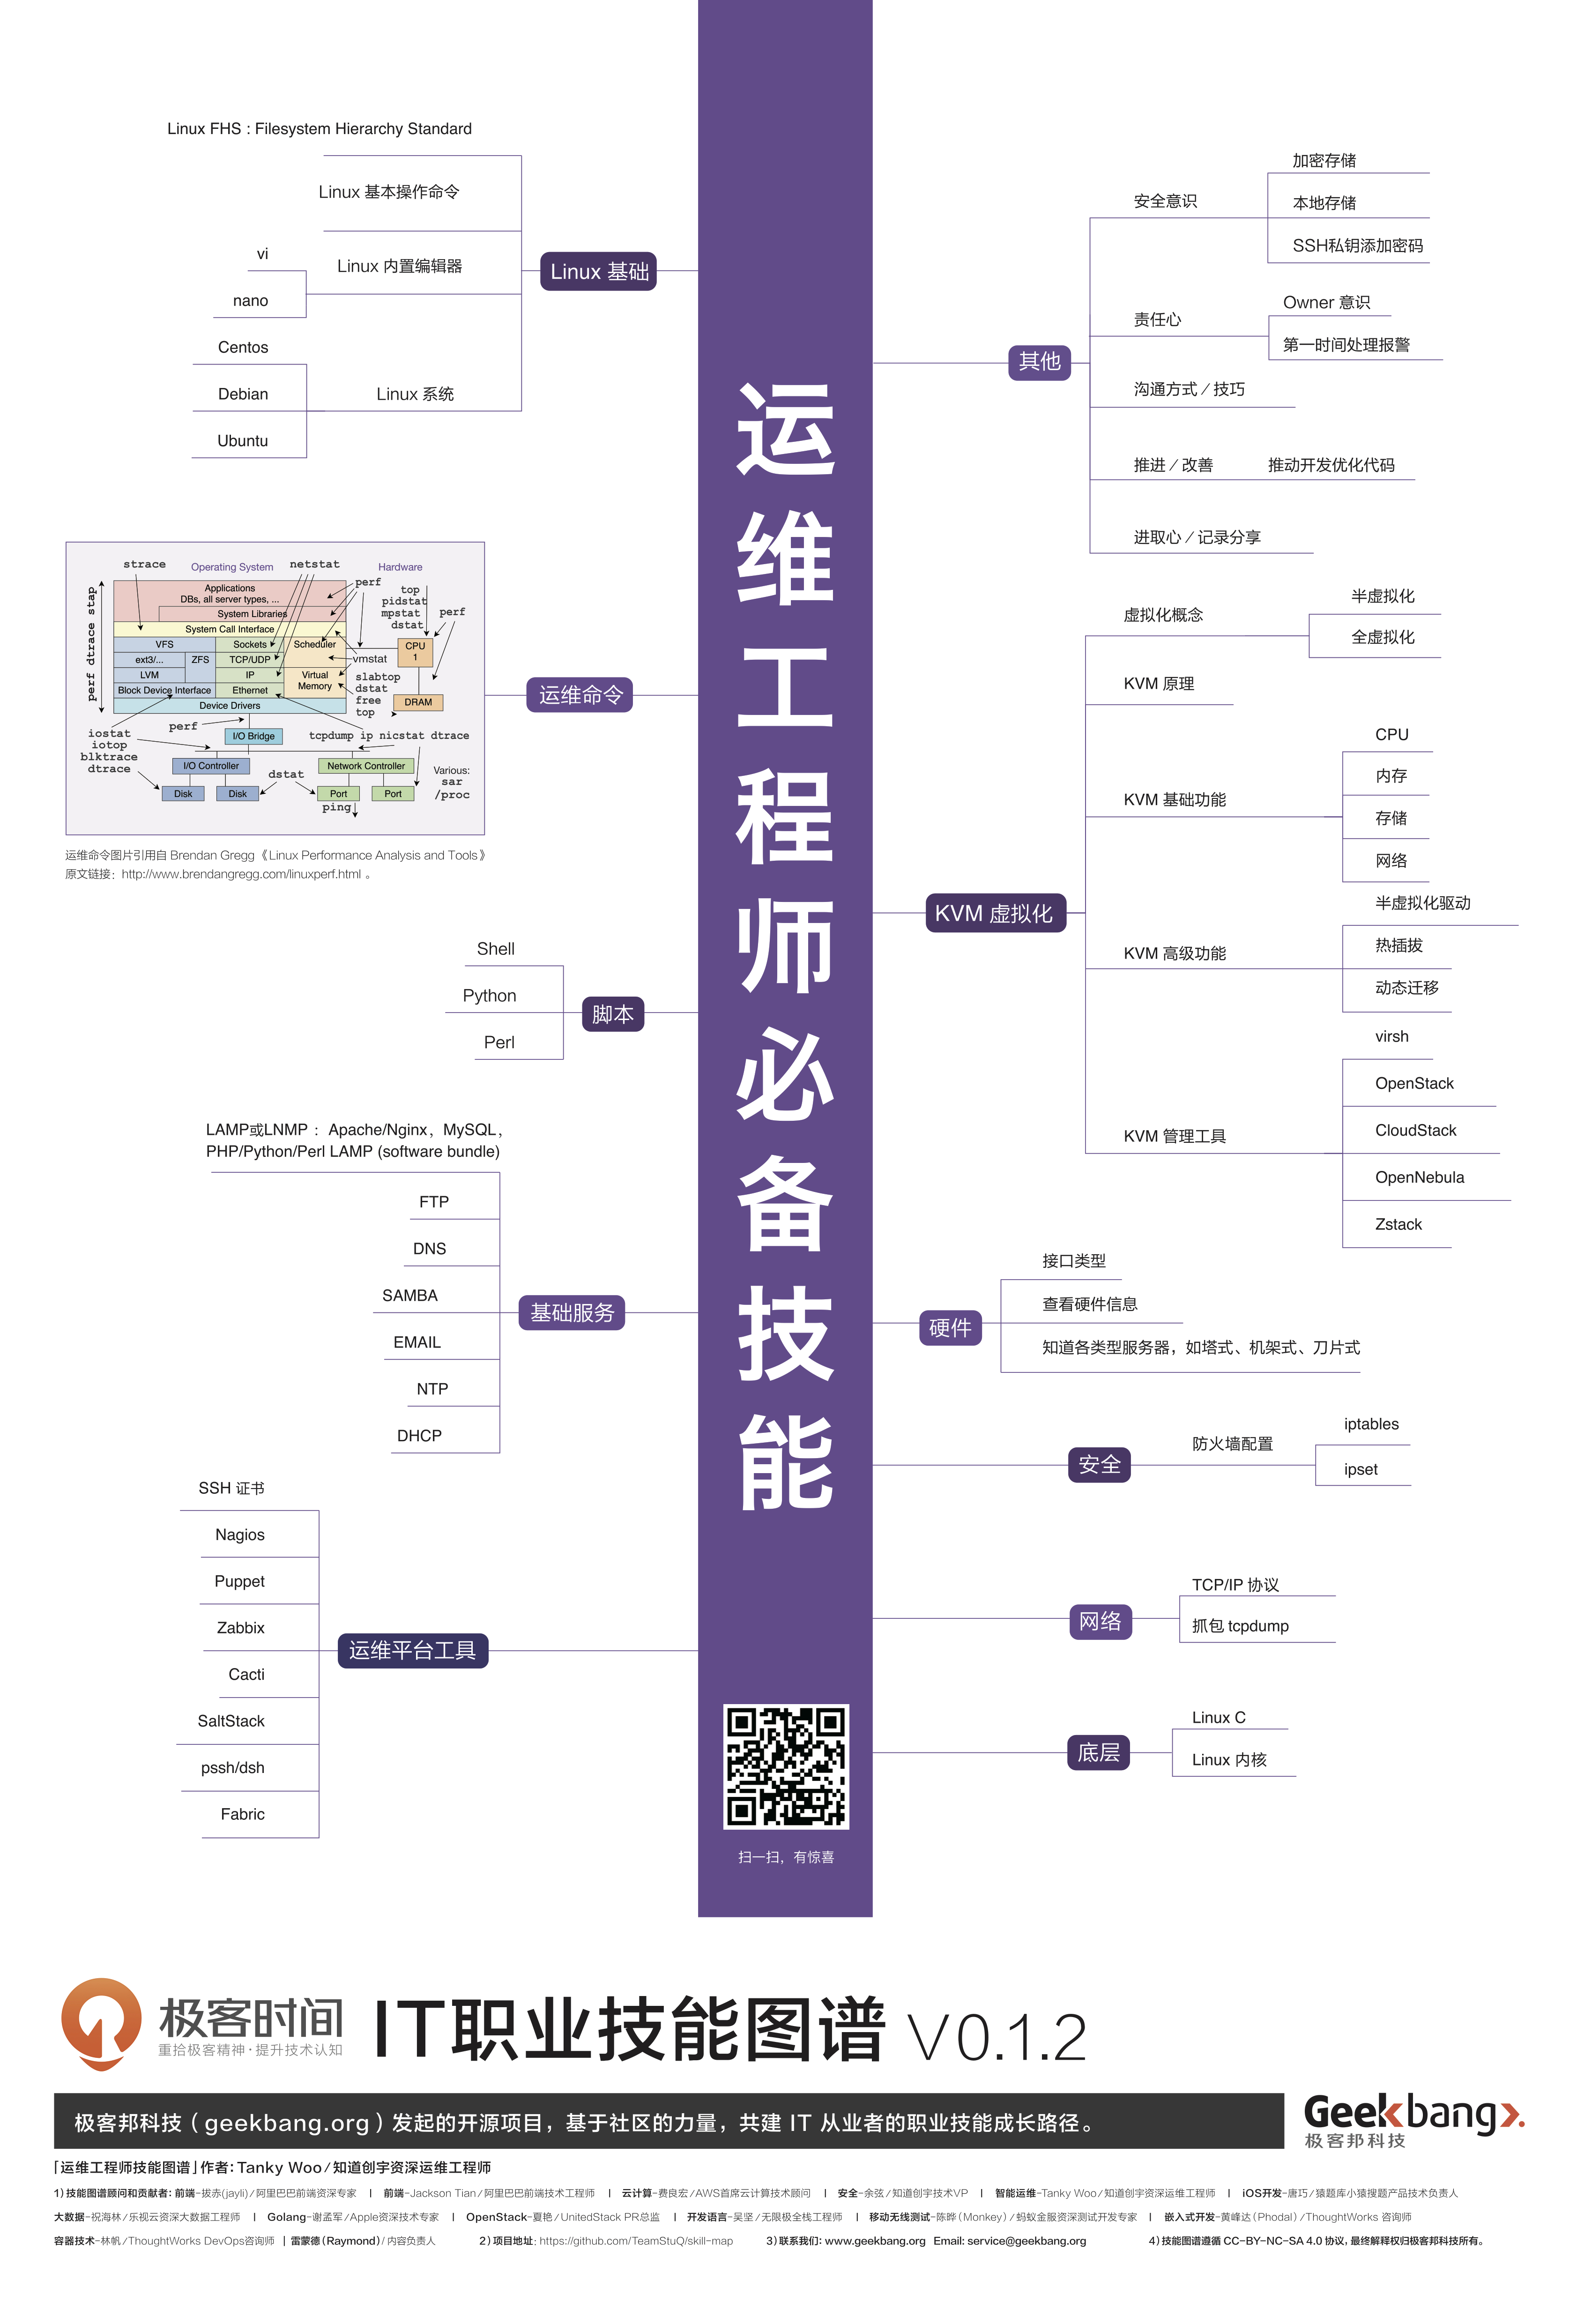 运维工程师必备技能
Linux FHS : Filesystem Hierarchy Standard
Linux 基本操作命令
Linux 内置编辑器
vi
nano
Linux 基础
Centos
Debian
Ubuntu
Linux 系统
strace
Operating System
netstat
Hardware
perf dtrace stap
Applications
DBs, all server types, ...
System Libraries
System Call Interface
VFS
Sockets
Scheduler
ext3/...
ZFS
TCP/UDP
LVM
IP
Virtual
Memory
Block Device Interface
Ethernet
Device Drivers
perf
top
pidstat
mpstat
dstat
perf
CPU
1
vmstat
slabtop
dstat
free
top
DRAM
perf
I/O Bridge
iostat
iotop
blktrace
dtrace
tcpdump ip nicstat dtrace
I/O Controller
Network Controller
dstat
Disk
Disk
Port
Port
ping
Various:
sar
/proc
运维命令
运维命令图片引用自 Brendan Gregg《Linux Performance Analysis and Tools》
原文链接：http://www.brendangregg.com/linuxperf.html 。
Shell
Python
Perl
脚本
LAMP或LNMP ： Apache/Nginx，MySQL，
PHP/Python/Perl LAMP (software bundle)
FTP
DNS
SAMBA
EMAIL
NTP
DHCP
基础服务
SSH 证书
Nagios
Puppet
Zabbix
Cacti
SaltStack
pssh/dsh
Fabric
运维平台工具
其他
安全意识
加密存储
本地存储
SSH私钥添加密码
责任心
Owner 意识
第一时间处理报警
沟通方式／技巧
推进／改善
推动开发优化代码
进取心／记录分享
KVM 虚拟化
虚拟化概念
半虚拟化
全虚拟化
KVM 原理
KVM 基础功能
CPU
内存
存储
网络
KVM 高级功能
半虚拟化驱动
热插拔
动态迁移
KVM 管理工具
virsh
OpenStack
CloudStack
OpenNebula
Zstack
硬件
接口类型
查看硬件信息
知道各类型服务器，如塔式、机架式、刀片式
安全
防火墙配置
iptables
ipset
网络
TCP/IP 协议
抓包 tcpdump
底层
Linux C
Linux 内核
扫一扫，有惊喜
极客时间
重拾极客精神·提升技术认知
IT职业技能图谱 V0.1.2
极客邦科技（geekbang.org）发起的开源项目，基于社区的力量，共建 IT 从业者的职业技能成长路径。
Geekbang
极客邦科技
「运维工程师技能图谱」作者：Tanky Woo/知道创宇资深运维工程师
1）技能图谱顾问和贡献者：前端-拔赤(jayli)/阿里巴巴前端资深专家 | 前端-Jackson Tian/阿里巴巴前端技术工程师 | 云计算-费良宏/AWS首席云计算技术顾问 | 安全-余弦/知道创宇技术VP | 智能运维-Tanky Woo/知道创宇资深运维工程师 | iOS开发-唐巧/猿题库小猿搜题产品技术负责人
大数据-祝海林/乐视云资深大数据工程师 | Golang-谢孟军/Apple资深技术专家 | OpenStack-夏艳/UnitedStack PR总监 | 开发语言-吴坚/无限极全栈工程师 | 移动无线测试-陈晔（Monkey）/蚂蚁金服资深测试开发专家 | 嵌入式开发-黄峰达（Phodal）/ThoughtWorks 咨询师
容器技术-林帆/ThoughtWorks DevOps咨询师 | 雷蒙德（Raymond）/内容负责人 2）项目地址: https://github.com/TeamStuQ/skill-map 3）联系我们: www.geekbang.org Email: service@geekbang.org 4）技能图谱遵循 CC-BY-NC-SA 4.0 协议，最终解释权归极客邦科技所有。